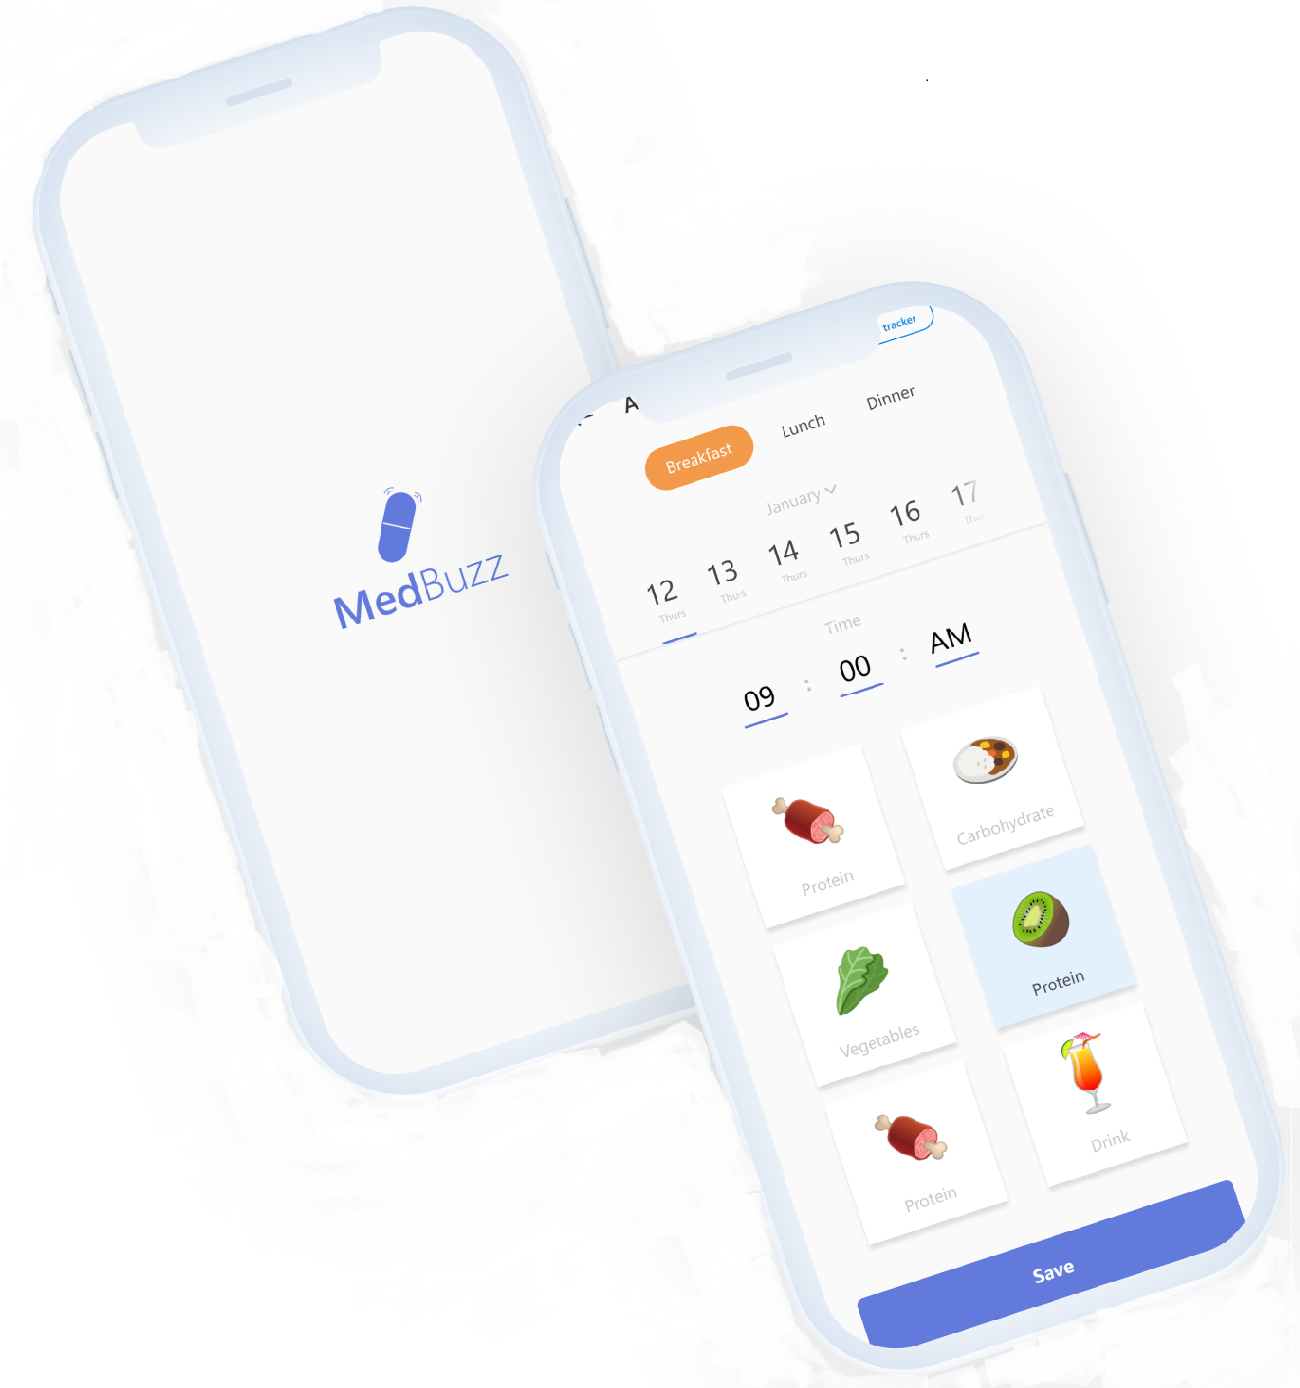 MedBuzz
tracker
A
Breakfast Lunch Dinner
January
12 13 14 15 16 17
Thurs Thurs Thurs Thurs Thurs
Time
09 : 00 : AM
Protein Carbohydrate
Vegetables Protein
Protein Drink
Save